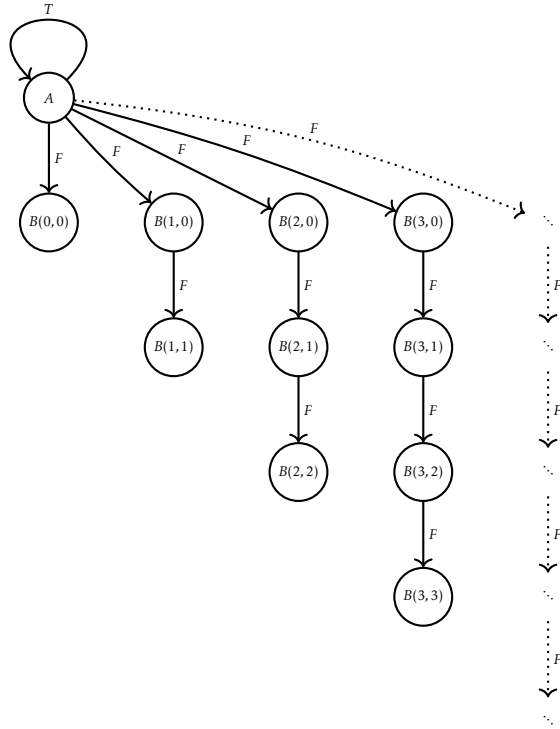 T
A
F
F
F
F
F
B(0, 0)
B(1, 0)
B(2, 0)
B(3, 0)
⋱
F
F
F
F
B(1, 1)
B(2, 1)
B(3, 1)
⋱
F
F
F
B(2, 2)
B(3, 2)
⋱
F
F
B(3, 3)
⋱
F
⋱